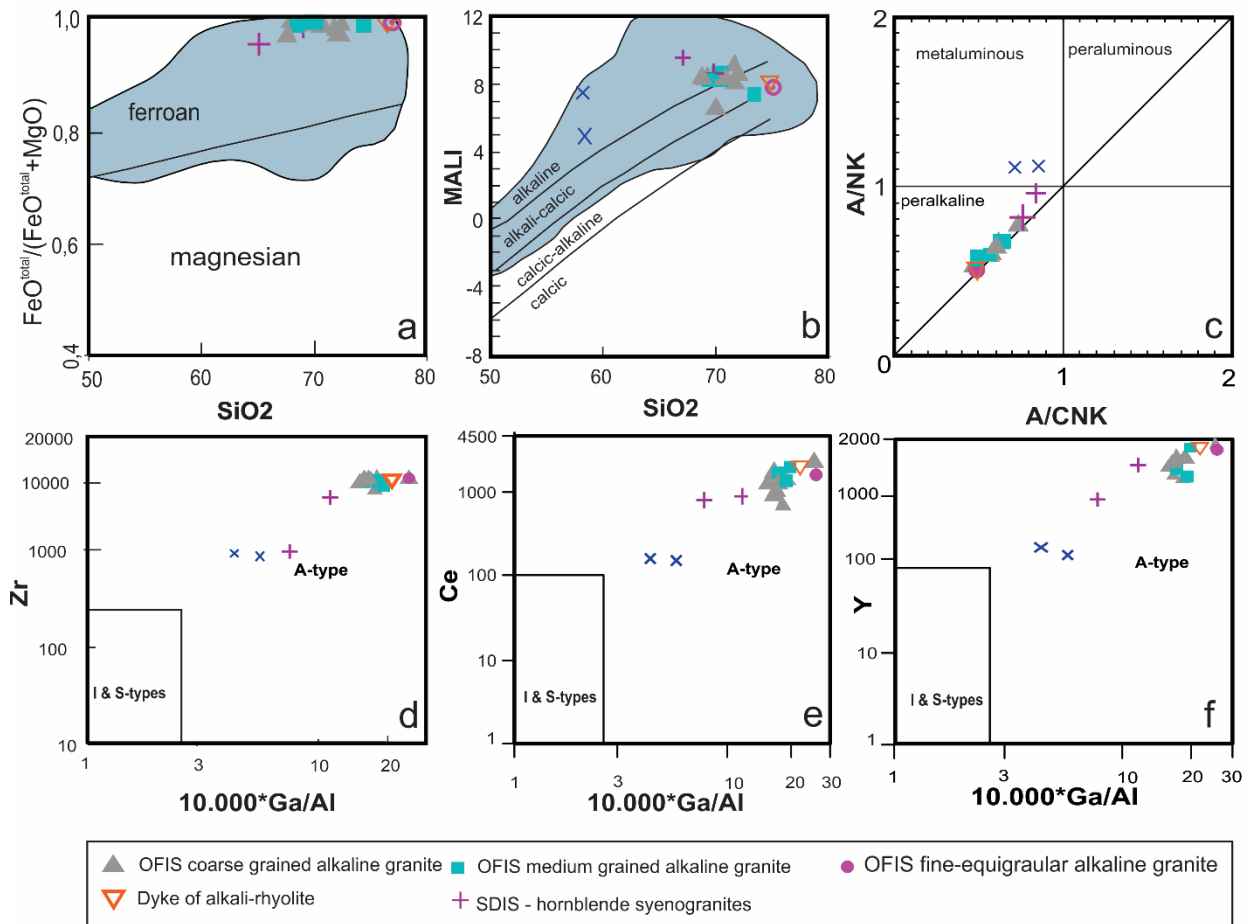 1,0
0,8
0,6
0,4
FeOtotal/(FeOtotal+MgO)
ferroan
magnesian
a
50
60
70
80
SiO2
12
8
4
0
-4
-8
MALI
alkaline
alkali-calcic
calcic-alkaline
calcic
b
50
60
70
80
SiO2
2
1
0
A/NK
metaluminous
peraluminous
peralkaline
c
0
1
2
A/CNK
20000
10000
1000
100
10
Zr
A-type
I & S-types
d
1
3
10
20
10.000*Ga/Al
4500
1000
100
10
1
Ce
A-type
I & S-types
e
1
3
10
20
30
10.000*Ga/Al
2000
1000
100
10
1
Y
A-type
I & S-types
f
1
3
10
20
30
10.000*Ga/Al
OFIS coarse grained alkaline granite
OFIS medium grained alkaline granite
OFIS fine-equigraular alkaline granite
Dyke of alkali-rhyolite
SDIS - hornblende syenogranites